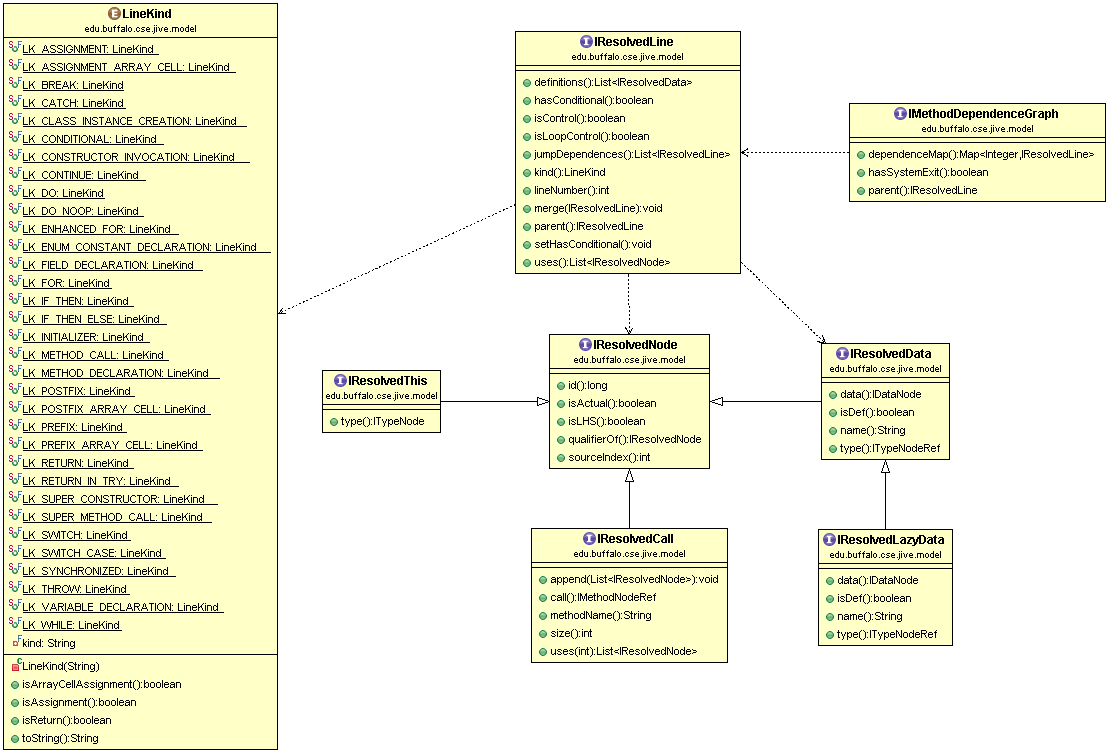 LineKind
edu.buffalo.cse.jive.model
LK_ASSIGNMENT: LineKind
LK_ASSIGNMENT_ARRAY_CELL: LineKind
LK_BREAK: LineKind
LK_CATCH: LineKind
LK_CLASS_INSTANCE_CREATION: LineKind
LK_CONDITIONAL: LineKind
LK_CONSTRUCTOR_INVOCATION: LineKind
LK_CONTINUE: LineKind
LK_DO: LineKind
LK_DO_NOOP: LineKind
LK_ENHANCED_FOR: LineKind
LK_ENUM_CONSTANT_DECLARATION: LineKind
LK_FIELD_DECLARATION: LineKind
LK_FOR: LineKind
LK_IF_THEN: LineKind
LK_IF_THEN_ELSE: LineKind
LK_INITIALIZER: LineKind
LK_METHOD_CALL: LineKind
LK_METHOD_DECLARATION: LineKind
LK_POSTFIX: LineKind
LK_POSTFIX_ARRAY_CELL: LineKind
LK_PREFIX: LineKind
LK_PREFIX_ARRAY_CELL: LineKind
LK_RETURN: LineKind
LK_RETURN_IN_TRY: LineKind
LK_SUPER_CONSTRUCTOR: LineKind
LK_SUPER_METHOD_CALL: LineKind
LK_SWITCH: LineKind
LK_SWITCH_CASE: LineKind
LK_SYNCHRONIZED: LineKind
LK_THROW: LineKind
LK_VARIABLE_DECLARATION: LineKind
LK_WHILE: LineKind
kind: String
LineKind(String)
isArrayCellAssignment():boolean
isAssignment():boolean
isReturn():boolean
toString():String
IResolvedLine
edu.buffalo.cse.jive.model
definitions():List<IResolvedData>
hasConditional():boolean
isControl():boolean
isLoopControl():boolean
jumpDependences():List<IResolvedLine>
kind():LineKind
lineNumber():int
merge(IResolvedLine):void
parent():IResolvedLine
setHasConditional():void
uses():List<IResolvedNode>
IMethodDependenceGraph
edu.buffalo.cse.jive.model
dependenceMap():Map<Integer,IResolvedLine>
hasSystemExit():boolean
parent():IResolvedLine
IResolvedThis
edu.buffalo.cse.jive.model
type():ITypeNode
IResolvedNode
edu.buffalo.cse.jive.model
id():long
isActual():boolean
isLHS():boolean
qualifierOf():IResolvedNode
sourceIndex():int
IResolvedData
edu.buffalo.cse.jive.model
data():IDataNode
isDef():boolean
name():String
type():ITypeNodeRef
IResolvedCall
edu.buffalo.cse.jive.model
append(List<IResolvedNode>):void
call():IMethodNodeRef
methodName():String
size():int
uses(int):List<IResolvedNode>
IResolvedLazyData
edu.buffalo.cse.jive.model
data():IDataNode
isDef():boolean
name():String
type():ITypeNodeRef